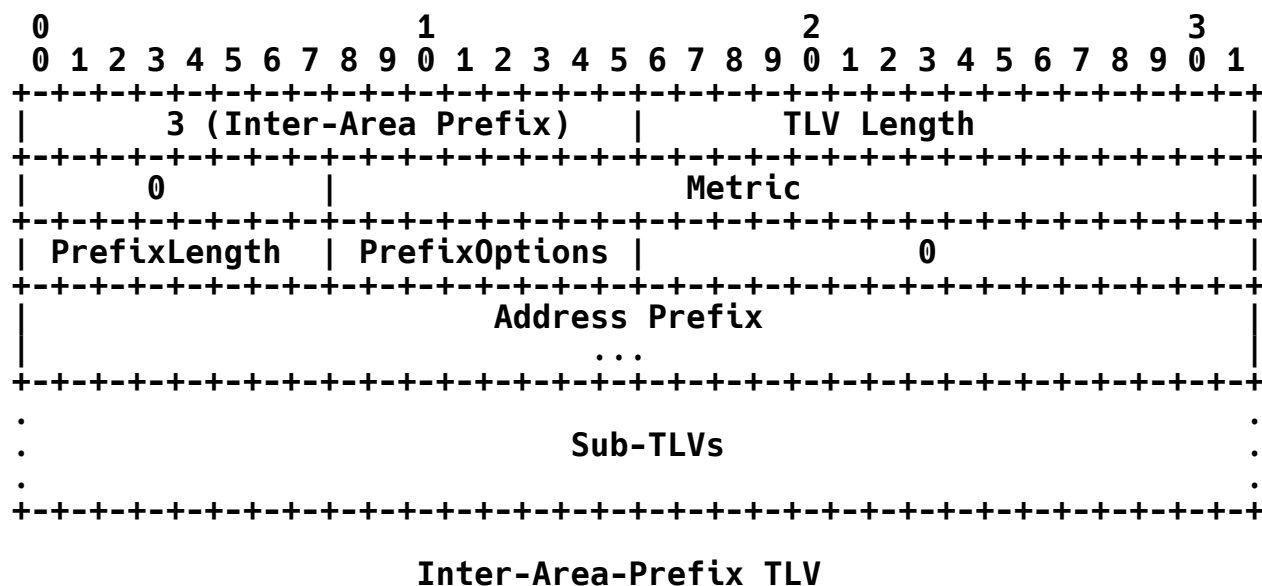 0                   1                   2                   3
 0 1 2 3 4 5 6 7 8 9 0 1 2 3 4 5 6 7 8 9 0 1 2 3 4 5 6 7 8 9 0 1
+-+-+-+-+-+-+-+-+-+-+-+-+-+-+-+-+-+-+-+-+-+-+-+-+-+-+-+-+-+-+-+-+
|       3 (Inter-Area Prefix)   |       TLV Length              |
+-+-+-+-+-+-+-+-+-+-+-+-+-+-+-+-+-+-+-+-+-+-+-+-+-+-+-+-+-+-+-+-+
|      0        |                  Metric                       |
+-+-+-+-+-+-+-+-+-+-+-+-+-+-+-+-+-+-+-+-+-+-+-+-+-+-+-+-+-+-+-+-+
| PrefixLength  | PrefixOptions |              0                |
+-+-+-+-+-+-+-+-+-+-+-+-+-+-+-+-+-+-+-+-+-+-+-+-+-+-+-+-+-+-+-+-+
|                        Address Prefix                         |
|                             ...                               |
+-+-+-+-+-+-+-+-+-+-+-+-+-+-+-+-+-+-+-+-+-+-+-+-+-+-+-+-+-+-+-+-+
.                                                               .
.                            Sub-TLVs                           .
.                                                               .
+-+-+-+-+-+-+-+-+-+-+-+-+-+-+-+-+-+-+-+-+-+-+-+-+-+-+-+-+-+-+-+-+
                     Inter-Area-Prefix TLV